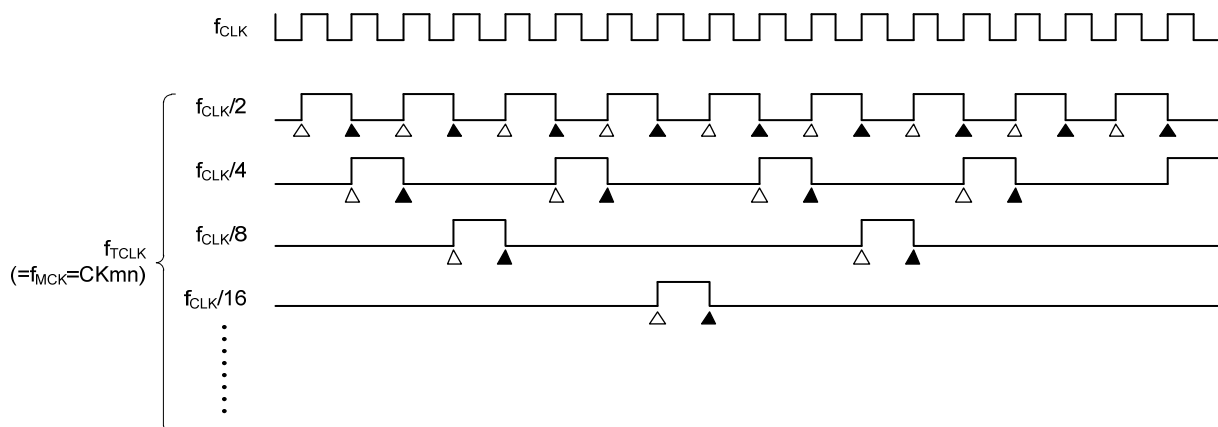 fCLK
fCLK/2
fCLK/4
fCLK/8
fTCLK
(=fMCK=CKmn)
fCLK/16